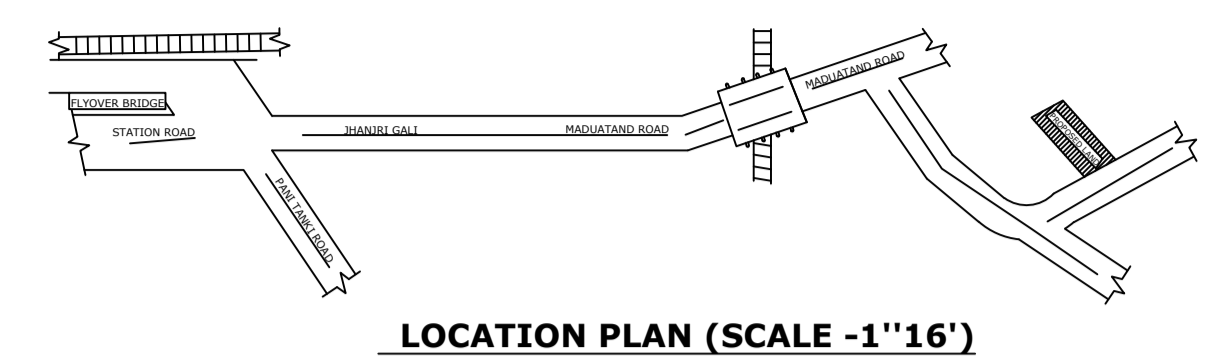 FLYOVER BRIDGE
STATION ROAD
JHANJRI GALI
MADUATAND ROAD
MADUATAND ROAD
PROPOSED LAND
PANI TANKI ROAD
LOCATION PLAN (SCALE -1''16')